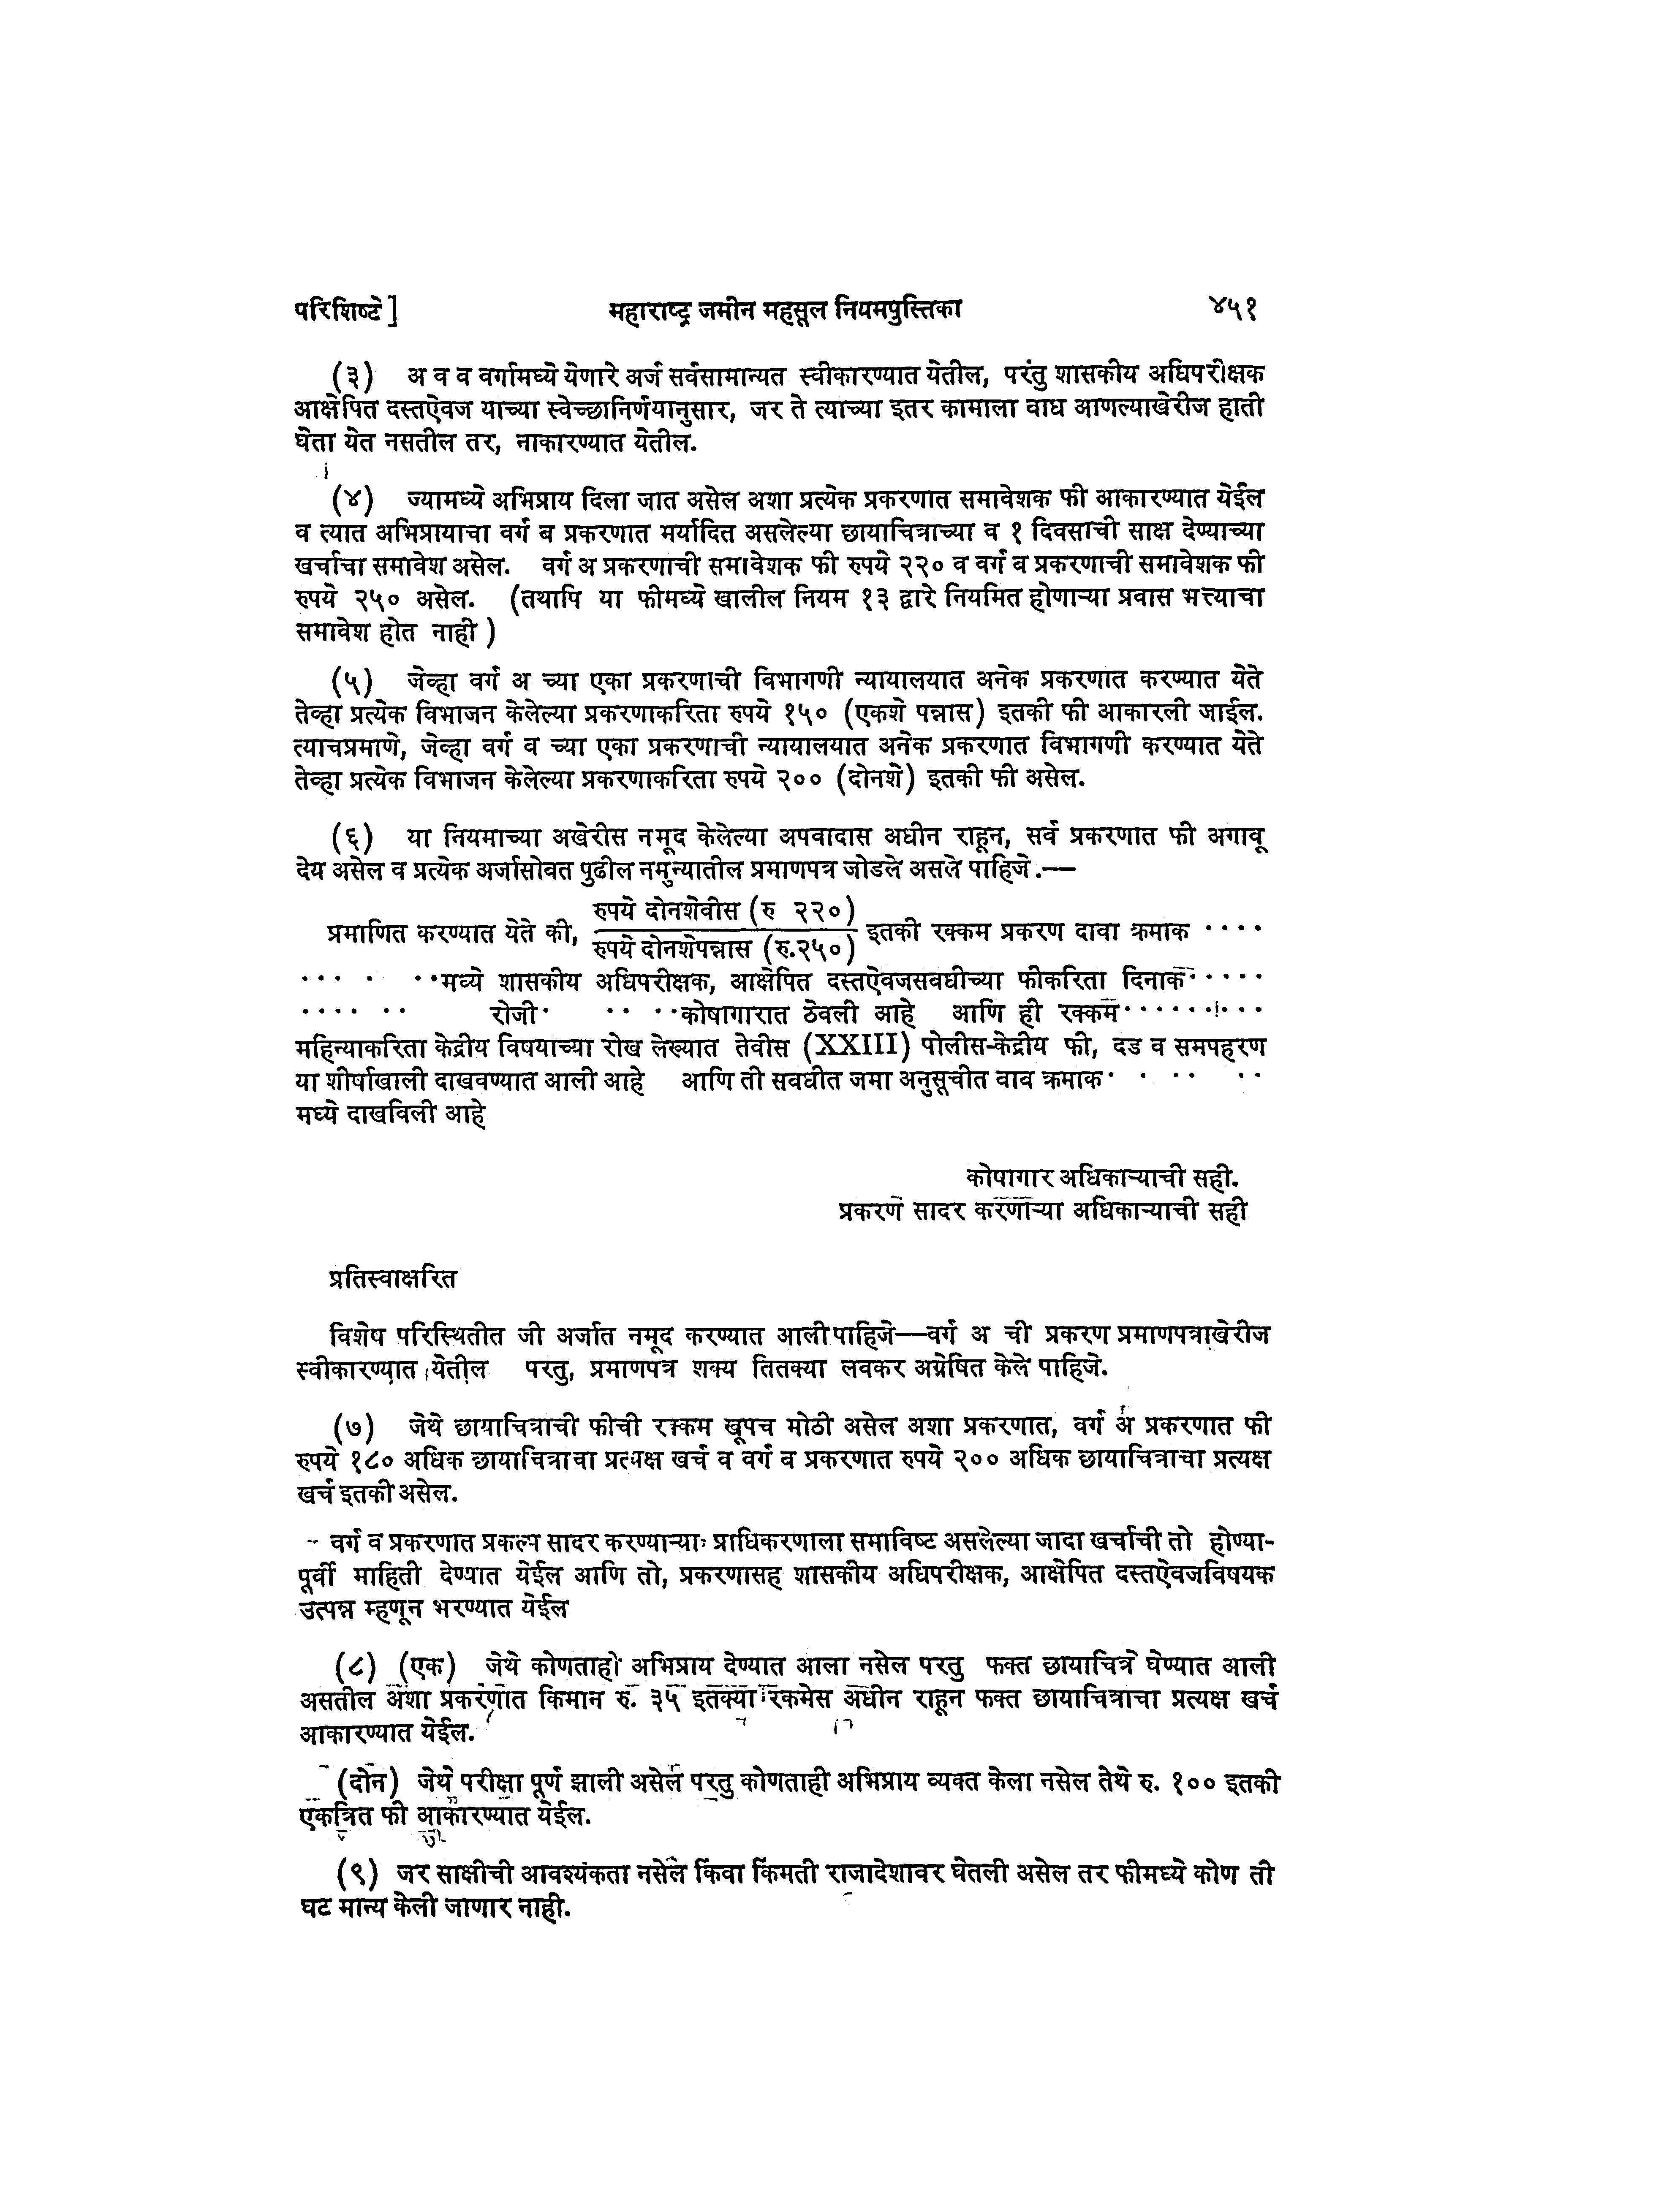 परिशिष्टे] महाराष्ट्र जमीन महसूल नियमपुस्तिका ४५१
(३) अ व व वर्गामध्ये येणारे अर्ज सर्वसामान्यत स्वीकारण्यात येतील, परंतु शासकीय अधिपरीक्षक
आक्षेपित दस्तऐवज याच्या स्वेच्छानिर्णयानुसार, जर ते त्याच्या इतर कामाला वाध आणल्याखेरीज हाती
घेता येत नसतील तर, नाकारण्यात येतील.
(४) ज्यामध्ये अभिप्राय दिला जात असेल अशा प्रत्येक प्रकरणात समावेशक फी आकारण्यात येईल
व त्यात अभिप्रायाचा वर्ग ब प्रकरणात मर्यादित असलेल्या छायाचित्राच्या व १ दिवसाची साक्ष देण्याच्या
खर्चाचा समावेश असेल. वर्ग अ प्रकरणाची समावेशक फी रुपये २२० व वर्ग व प्रकरणाची समावेशक फी
रुपये २५० असेल. (तथापि या फीमध्ये खालील नियम १३ द्वारे नियमित होणाऱ्या प्रवास भत्त्याचा
समावेश होत नाही )
(५) जेव्हा वर्ग अ च्या एका प्रकरणाची विभागणी न्यायालयात अनेक प्रकरणात करण्यात येते
तेव्हा प्रत्येक विभाजन केलेल्या प्रकरणाकरिता रुपये १५० (एकशे पन्नास) इतकी फी आकारली जाईल.
त्याचप्रमाणे, जेव्हा वर्ग व च्या एका प्रकरणाची न्यायालयात अनेक प्रकरणात विभागणी करण्यात येते
तेव्हा प्रत्येक विभाजन केलेल्या प्रकरणाकरिता रुपये २०० (दोनशे) इतकी फी असेल.
(६) या नियमाच्या अखेरीस नमूद केलेल्या अपवादास अधीन राहून, सर्व प्रकरणात फी अगावू
देय असेल व प्रत्येक अर्जासोवत पुढील नमुन्यातील प्रमाणपत्र जोडले असले पाहिजे.——
रुपये दोनशेवीस (रु २२०)
प्रमाणित करण्यात येते की, इतकी रक्कम प्रकरण दावा क्रमाक ····
रुपये दोनशेपन्नास (रु.२५०)
··· · ··मध्ये शासकीय अधिपरीक्षक, आक्षेपित दस्तऐवजसवधीच्या फीकरिता दिनाक·····
···· ·· रोजी· ·· ··कोषागारात ठेवली आहे आणि ही रक्कम··········
महिन्याकरिता केद्रीय विषयाच्या रोख लेख्यात तेवीस (XXIII) पोलीस-केद्रीय फी, दड व समपहरण
या शीर्षाखाली दाखवण्यात आली आहे आणि ती सवधीत जमा अनुसूचीत वाव क्रमाक· · ·· ··
मध्ये दाखविली आहे
कोषागार अधिकाऱ्याची सही.
प्रकरणे सादर करणाऱ्या अधिकाऱ्याची सही
प्रतिस्वाक्षरित
विशेष परिस्थितीत जी अर्जात नमूद करण्यात आली पाहिजे——वर्ग अ ची प्रकरण प्रमाणपत्राखेरीज
स्वीकारण्यात येतील परतु, प्रमाणपत्र शक्य तितक्या लवकर अग्रेषित केले पाहिजे.
(७) जेथे छायाचित्राची फीची रक्कम खूपच मोठी असेल अशा प्रकरणात, वर्ग अ प्रकरणात फी
रुपये १८० अधिक छायाचित्राचा प्रत्यक्ष खर्च व वर्ग व प्रकरणात रुपये २०० अधिक छायाचित्राचा प्रत्यक्ष
खर्च इतकी असेल.
वर्ग व प्रकरणात प्रकल्प सादर करण्याऱ्या प्राधिकरणाला समाविष्ट असलेल्या जादा खर्चाची तो होण्या-
पूर्वी माहिती देण्यात येईल आणि तो, प्रकरणासह शासकीय अधिपरीक्षक, आक्षेपित दस्तऐवजविषयक
उत्पन्न म्हणून भरण्यात येईल
(८) (एक) जेथे कोणताही अभिप्राय देण्यात आला नसेल परतु फक्त छायाचित्रे घेण्यात आली
असतील अशा प्रकरणात किमान रु. ३५ इतक्या रकमेस अधीन राहून फक्त छायाचित्राचा प्रत्यक्ष खर्च
आकारण्यात येईल.
(दोन) जेथे परीक्षा पूर्ण झाली असेल परतु कोणताही अभिप्राय व्यक्त केला नसेल तेथे रु. १०० इतकी
एकत्रित फी आकारण्यात येईल.
(९) जर साक्षीची आवश्यकता नसेल किंवा किंमती राजादेशावर घेतली असेल तर फीमध्ये कोण ती
घट मान्य केली जाणार नाही.